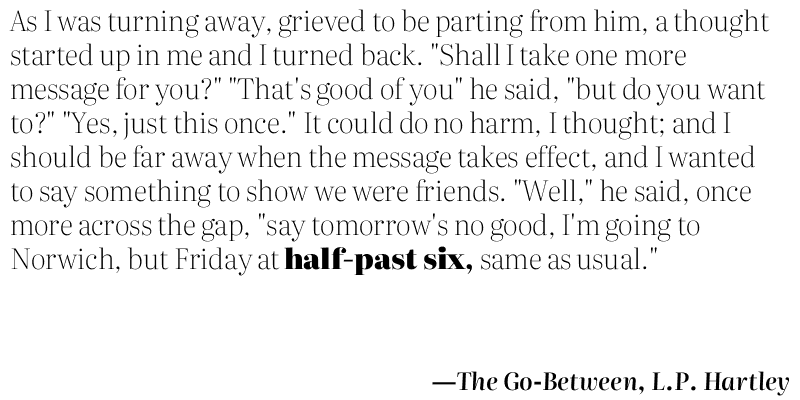 As I was turning away, grieved to be parting from him, a thought
started up in me and I turned back. "Shall I take one more
message for you?" "That's good of you" he said, "but do you want
to?" "Yes, just this once." It could do no harm, I thought; and I
should be far away when the message takes effect, and I wanted
to say something to show we were friends. "Well," he said, once
more across the gap, "say tomorrow's no good, I'm going to
Norwich, but Friday at half-past six, same as usual."
—The Go-Between, L.P. Hartley